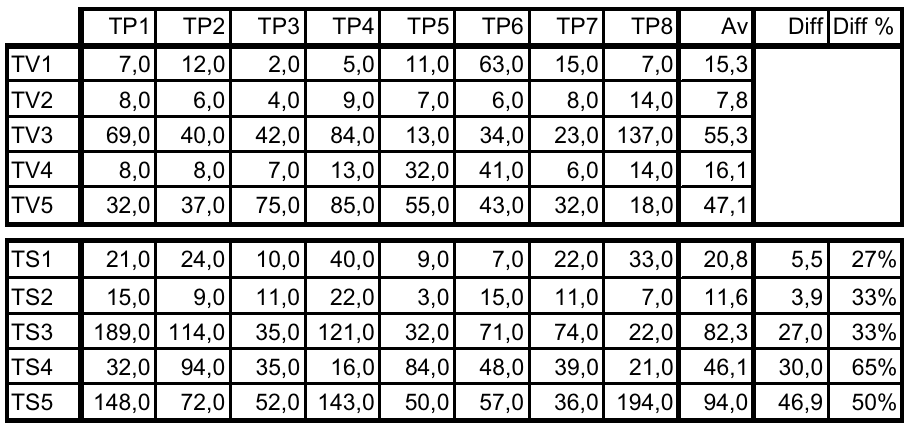 TP1 TP2 TP3 TP4 TP5 TP6 TP7 TP8 Av Diff Diff %
TV1 7,0 12,0 2,0 5,0 11,0 63,0 15,0 7,0 15,3
TV2 8,0 6,0 4,0 9,0 7,0 6,0 8,0 14,0 7,8
TV3 69,0 40,0 42,0 84,0 13,0 34,0 23,0 137,0 55,3
TV4 8,0 8,0 7,0 13,0 32,0 41,0 6,0 14,0 16,1
TV5 32,0 37,0 75,0 85,0 55,0 43,0 32,0 18,0 47,1
TS1 21,0 24,0 10,0 40,0 9,0 7,0 22,0 33,0 20,8 5,5 27%
TS2 15,0 9,0 11,0 22,0 3,0 15,0 11,0 7,0 11,6 3,9 33%
TS3 189,0 114,0 35,0 121,0 32,0 71,0 74,0 22,0 82,3 27,0 33%
TS4 32,0 94,0 35,0 16,0 84,0 48,0 39,0 21,0 46,1 30,0 65%
TS5 148,0 72,0 52,0 143,0 50,0 57,0 36,0 194,0 94,0 46,9 50%